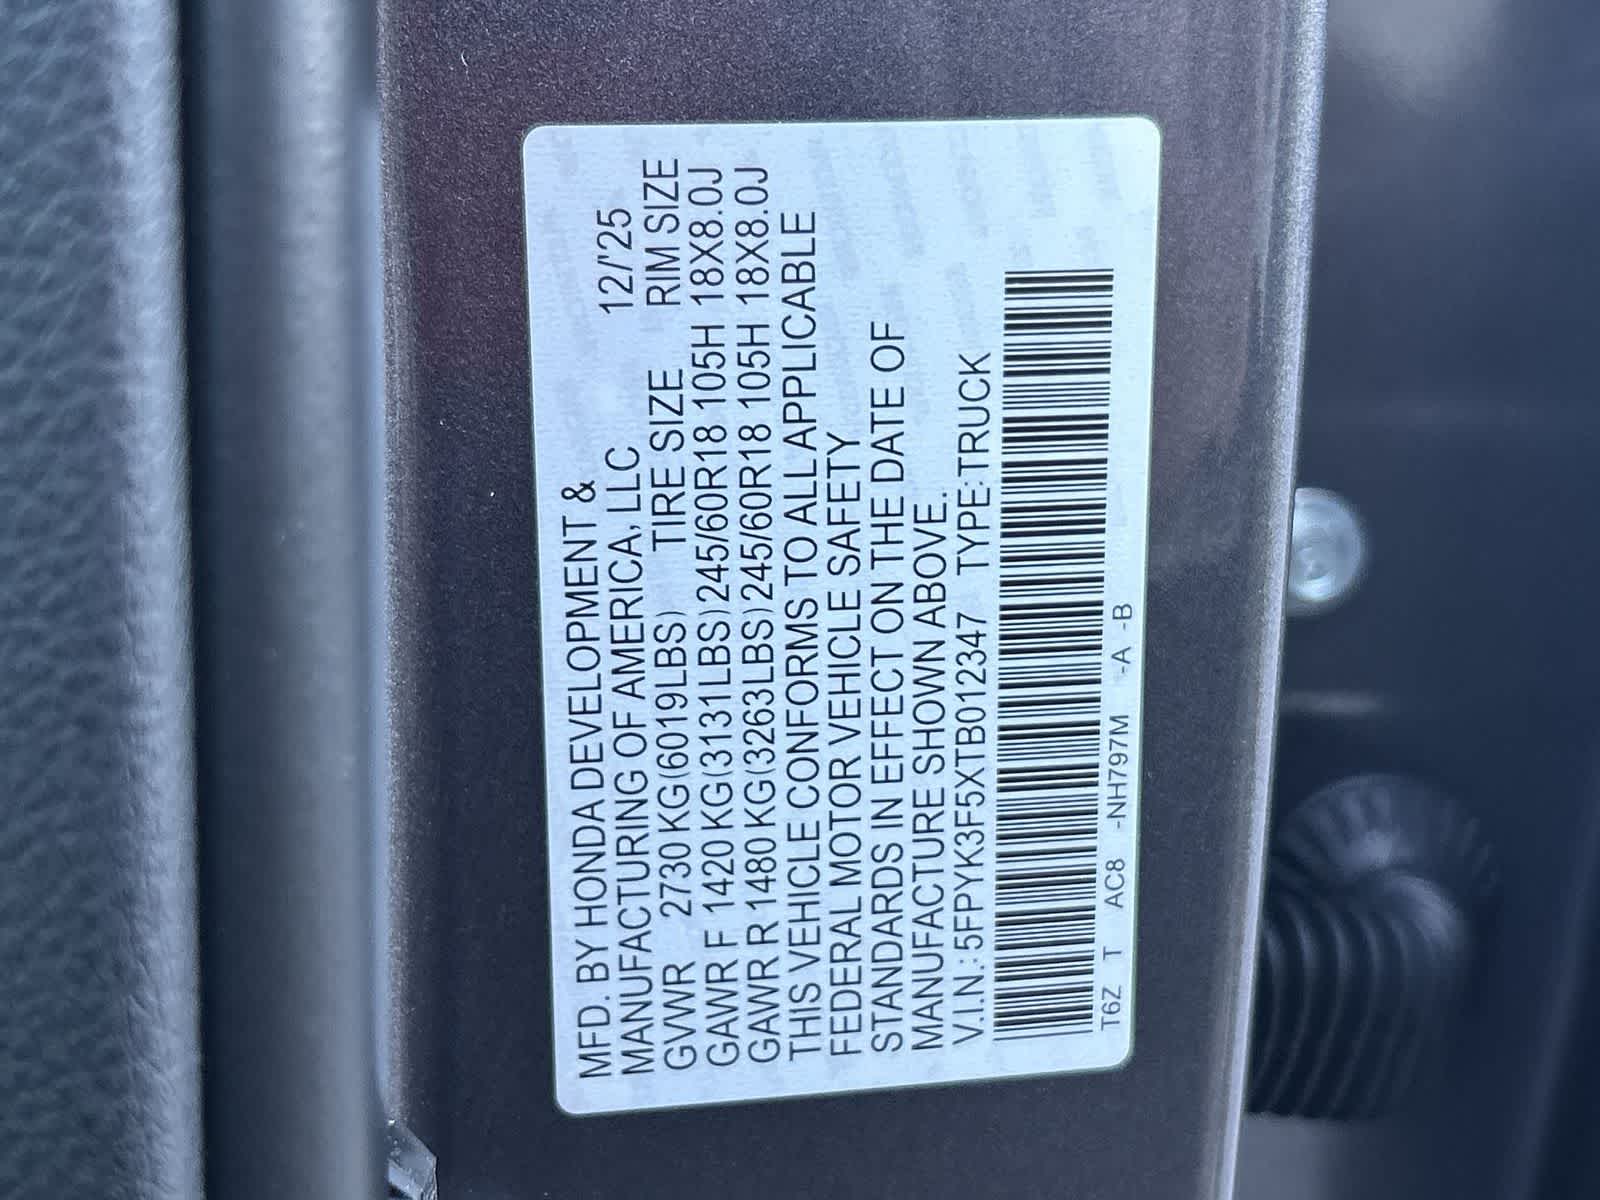 MFD. BY HONDA DEVELOPMENT &
MANUFACTURING OF AMERICA, LLC 12/'25
GVWR 2730 KG(6019LBS) TIRE SIZE RIM SIZE
GAWR F 1420 KG(3131LBS) 245/60R18 105H 18X8.0J
GAWR R 1480 KG(3263LBS) 245/60R18 105H 18X8.0J
THIS VEHICLE CONFORMS TO ALL APPLICABLE
FEDERAL MOTOR VEHICLE SAFETY
STANDARDS IN EFFECT ON THE DATE OF
MANUFACTURE SHOWN ABOVE.
V.I.N.: 5FPYK3F5XTB012347 TYPE:TRUCK
T6Z T AC8 -NH797M -A -B